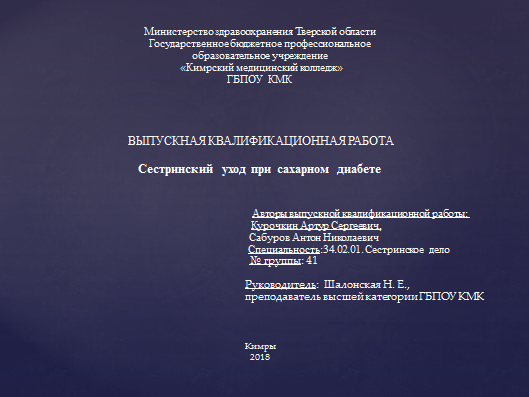 Министерство здравоохранения Тверской области
Государственное бюджетное профессиональное
образовательное учреждение
«Кимрский медицинский колледж»
ГБПОУ КМК
ВЫПУСКНАЯ КВАЛИФИКАЦИОННАЯ РАБОТА
Сестринский уход при сахарном диабете
Авторы выпускной квалификационной работы:
Курочкин Артур Сергеевич,
Сабуров Антон Николаевич
Специальность:34.02.01. Сестринское дело
№ группы: 41
Руководитель: Шалонская Н. Е.,
преподаватель высшей категории ГБПОУ КМК
Кимры
2018